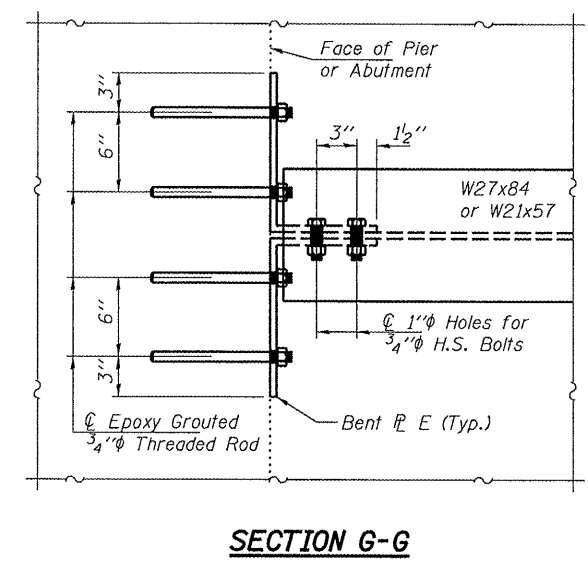 Face of Pier
or Abutment
3"
6"
3"
1½"
W27x84
or W21x57
6"
3"
℄ 1"ϕ Holes for
¾"ϕ H.S. Bolts
℄ Epoxy Grouted
¾"ϕ Threaded Rod
Bent ⅊ E (Typ.)
SECTION G-G